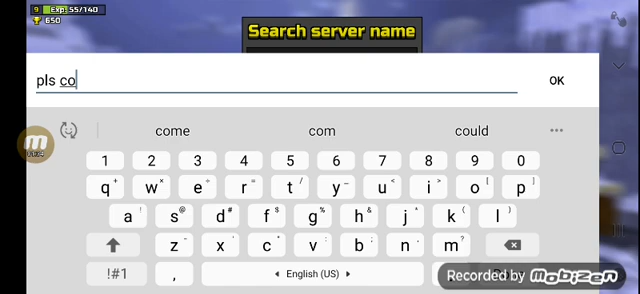 9 Exp: 55/140
650
Search server name
pls co
OK
come com could
1 2 3 4 5 6 7 8 9 0
q w e r t y u i o p
a s d f g h j k l
z x c v b n m
!#1 , English (US)
Recorded by Mobizen